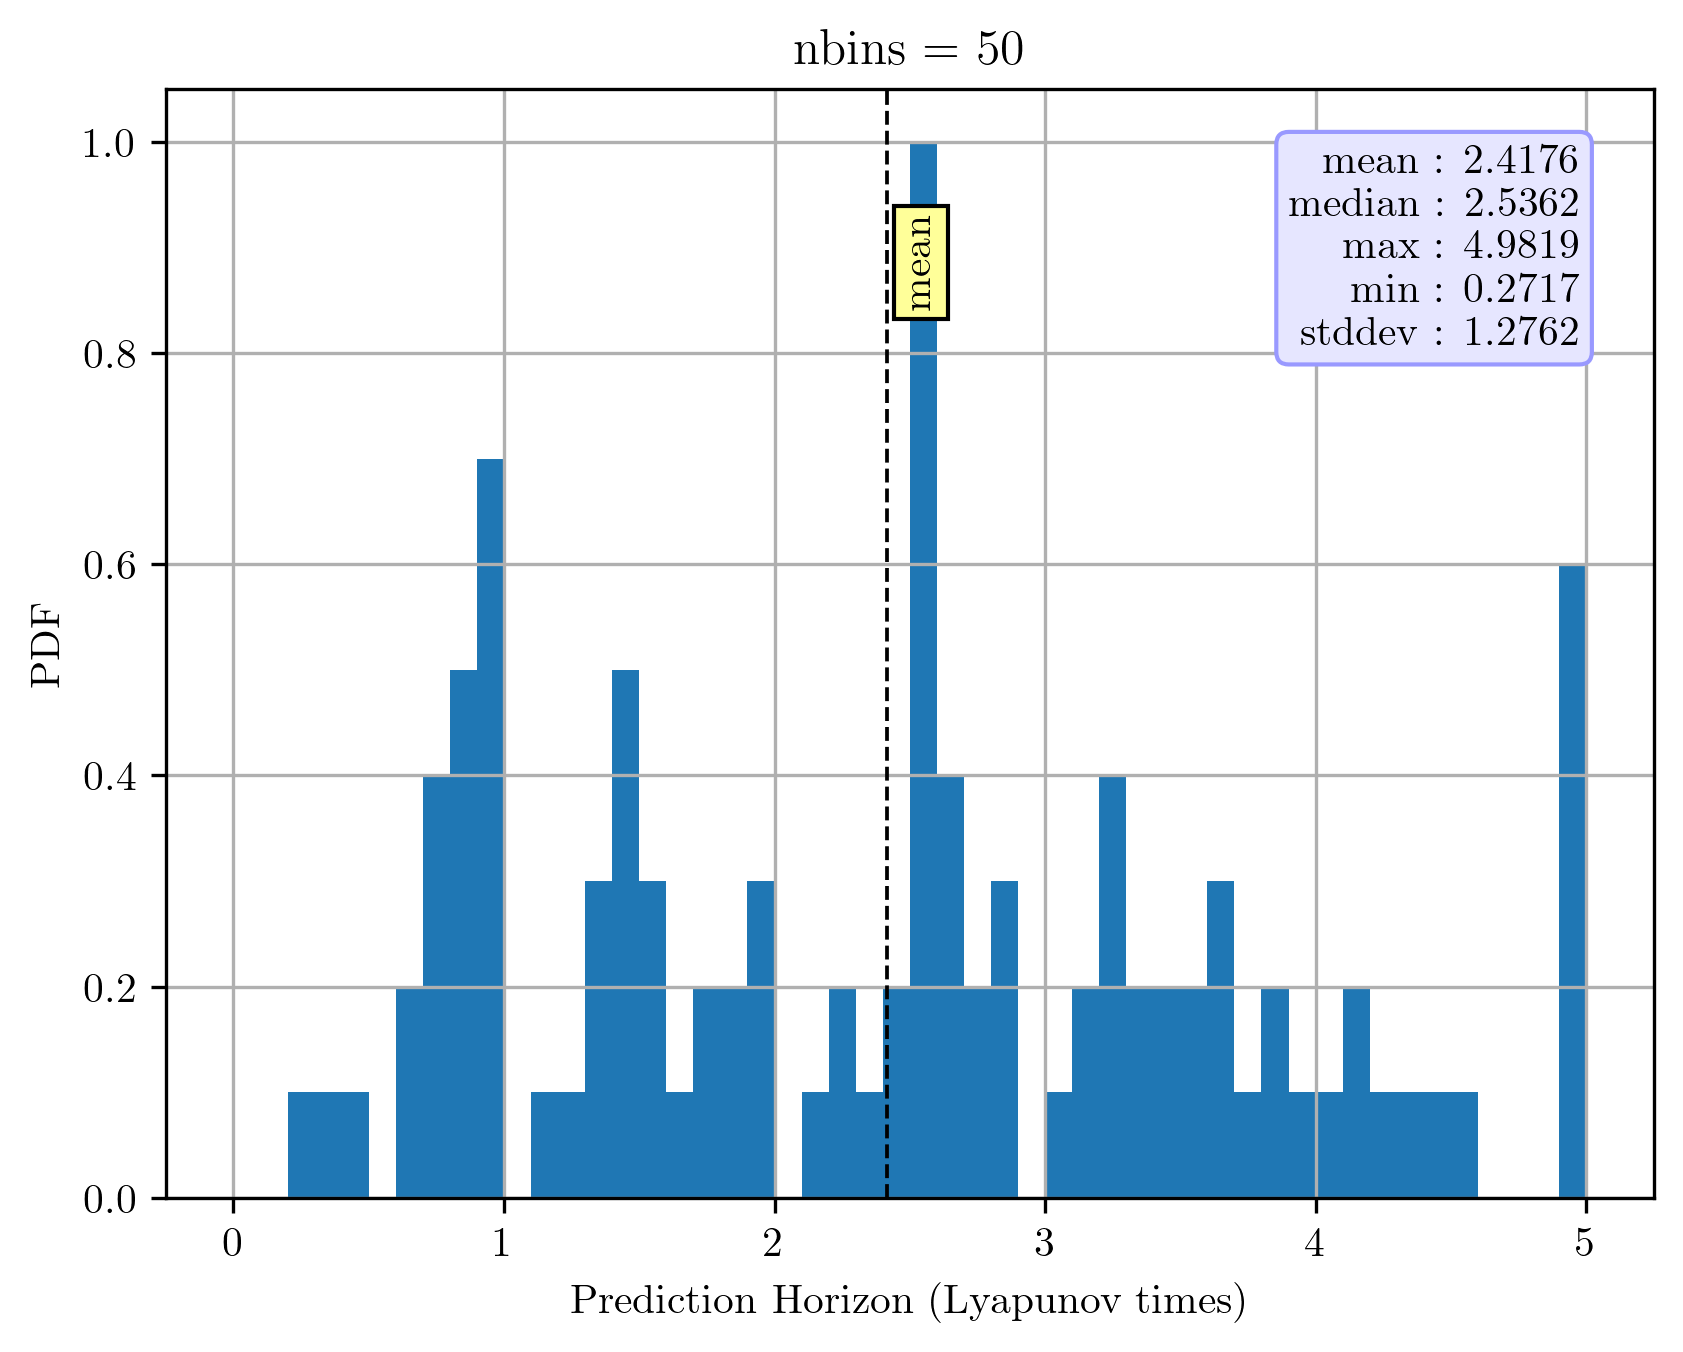 nbins = 50
1.0
0.8
0.6
0.4
0.2
0.0
PDF
mean
mean : 2.4176
median : 2.5362
max : 4.9819
min : 0.2717
stddev : 1.2762
0 1 2 3 4 5
Prediction Horizon (Lyapunov times)